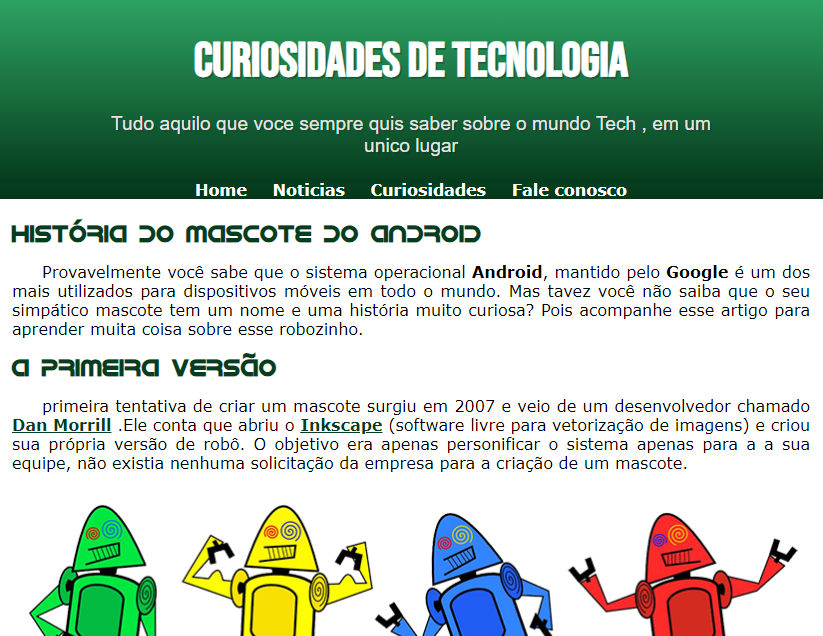 CURIOSIDADES DE TECNOLOGIA
Tudo aquilo que voce sempre quis saber sobre o mundo Tech , em um
unico lugar
Home Noticias Curiosidades Fale conosco
História do mascote do Android
Provavelmente você sabe que o sistema operacional Android, mantido pelo Google é um dos
mais utilizados para dispositivos móveis em todo o mundo. Mas tavez você não saiba que o seu
simpático mascote tem um nome e uma história muito curiosa? Pois acompanhe esse artigo para
aprender muita coisa sobre esse robozinho.
A primeira versão
primeira tentativa de criar um mascote surgiu em 2007 e veio de um desenvolvedor chamado
Dan Morrill .Ele conta que abriu o Inkscape (software livre para vetorização de imagens) e criou
sua própria versão de robô. O objetivo era apenas personificar o sistema apenas para a a sua
equipe, não existia nenhuma solicitação da empresa para a criação de um mascote.